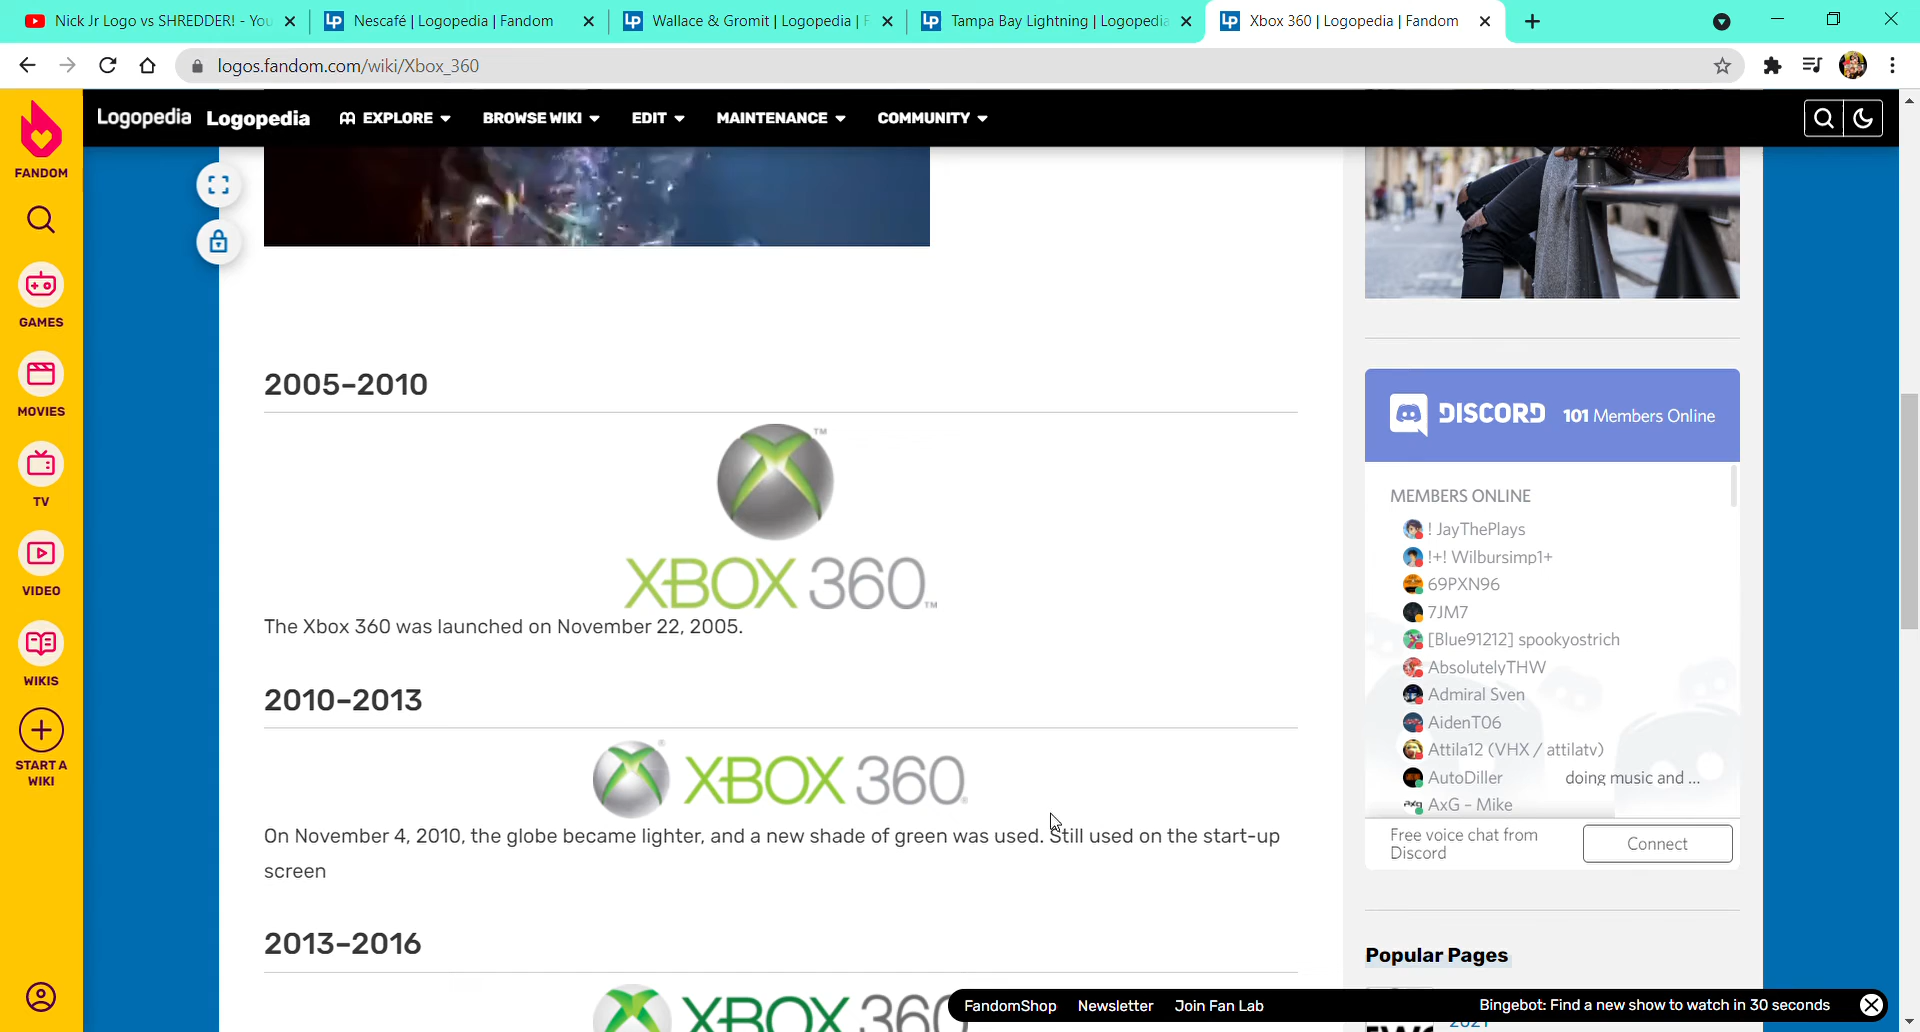 Nick Jr Logo vs SHREDDER! - You
Nescafé | Logopedia | Fandom
Wallace & Gromit | Logopedia | F
Tampa Bay Lightning | Logopedia
Xbox 360 | Logopedia | Fandom
logos.fandom.com/wiki/Xbox_360
Logopedia Logopedia EXPLORE BROWSE WIKI EDIT MAINTENANCE COMMUNITY
FANDOM
GAMES
MOVIES
TV
VIDEO
WIKIS
START A
WIKI
2005–2010
TM
XBOX 360 TM
The Xbox 360 was launched on November 22, 2005.
2010–2013
XBOX 360
On November 4, 2010, the globe became lighter, and a new shade of green was used. Still used on the start-up
screen
2013–2016
XBOX 360
DISCORD 101 Members Online
MEMBERS ONLINE
! JayThePlays
!+! Wilbursimp1+
69PXN96
7JM7
[Blue91212] spookyostrich
AbsolutelyTHW
Admiral Sven
AidenT06
Attila12 (VHX / attilatv)
AutoDiller doing music and ...
AxG - Mike
Free voice chat from
Discord
Connect
Popular Pages
2021
FandomShop Newsletter Join Fan Lab Bingebot: Find a new show to watch in 30 seconds